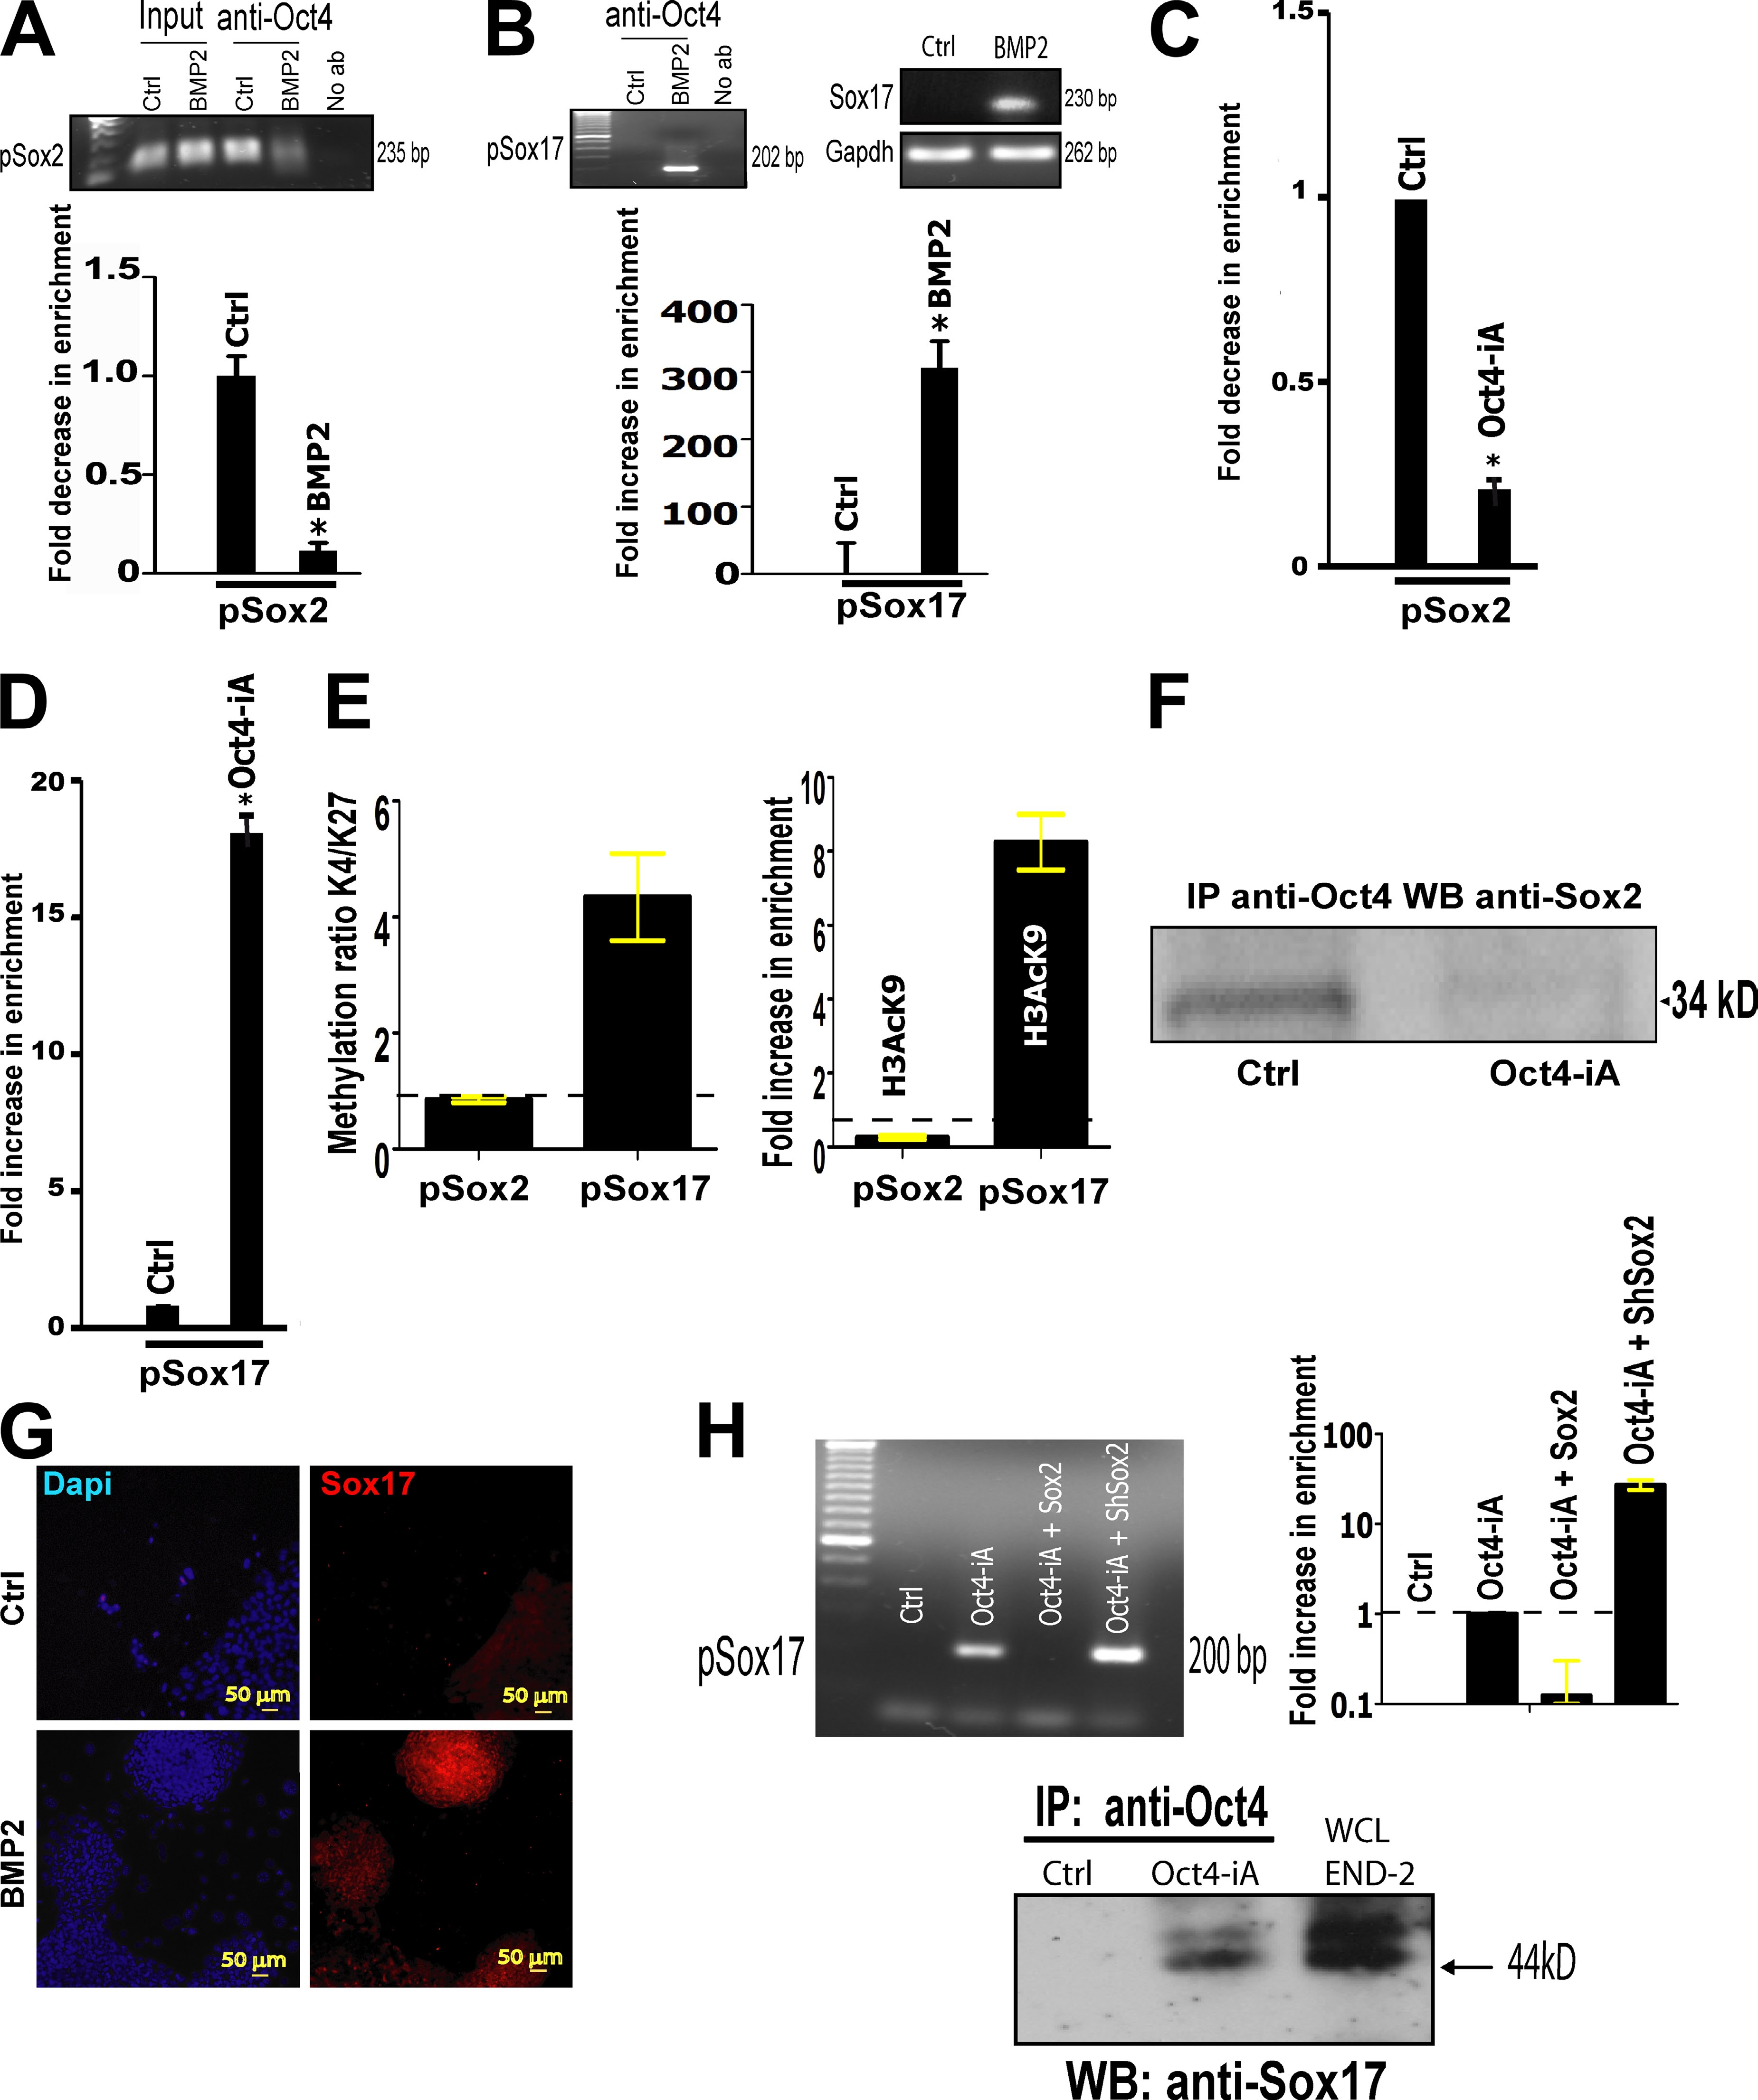 A
Input anti-Oct4
Ctrl
BMP2
Ctrl
BMP2
No ab
pSox2
235 bp
Fold decrease in enrichment
1.5
1.0
0.5
0
Ctrl
*BMP2
pSox2
B
anti-Oct4
Ctrl
BMP2
No ab
pSox17
202 bp
Ctrl BMP2
Sox17
230 bp
Gapdh
262 bp
Fold increase in enrichment
400
300
200
100
0
Ctrl
*BMP2
pSox17
C
Fold decrease in enrichment
1.5
1
0.5
0
Ctrl
* Oct4-iA
pSox2
D
Fold increase in enrichment
20
15
10
5
0
Ctrl
*Oct4-iA
pSox17
E
Methylation ratio K4/K27
6
4
2
0
pSox2 pSox17
Fold increase in enrichment
10
8
6
4
2
0
H3AcK9
H3AcK9
pSox2 pSox17
F
IP anti-Oct4 WB anti-Sox2
34 kD
Ctrl Oct4-iA
G
Dapi Sox17
Ctrl
50 µm 50 µm
BMP2
50 µm 50 µm
H
Ctrl
Oct4-iA
Oct4-iA + Sox2
Oct4-iA + ShSox2
pSox17
200 bp
Fold increase in enrichment
100
10
1
0.1
Ctrl
Oct4-iA
Oct4-iA + Sox2
Oct4-iA + ShSox2
IP: anti-Oct4
WCL
Ctrl Oct4-iA END-2
44kD
WB: anti-Sox17